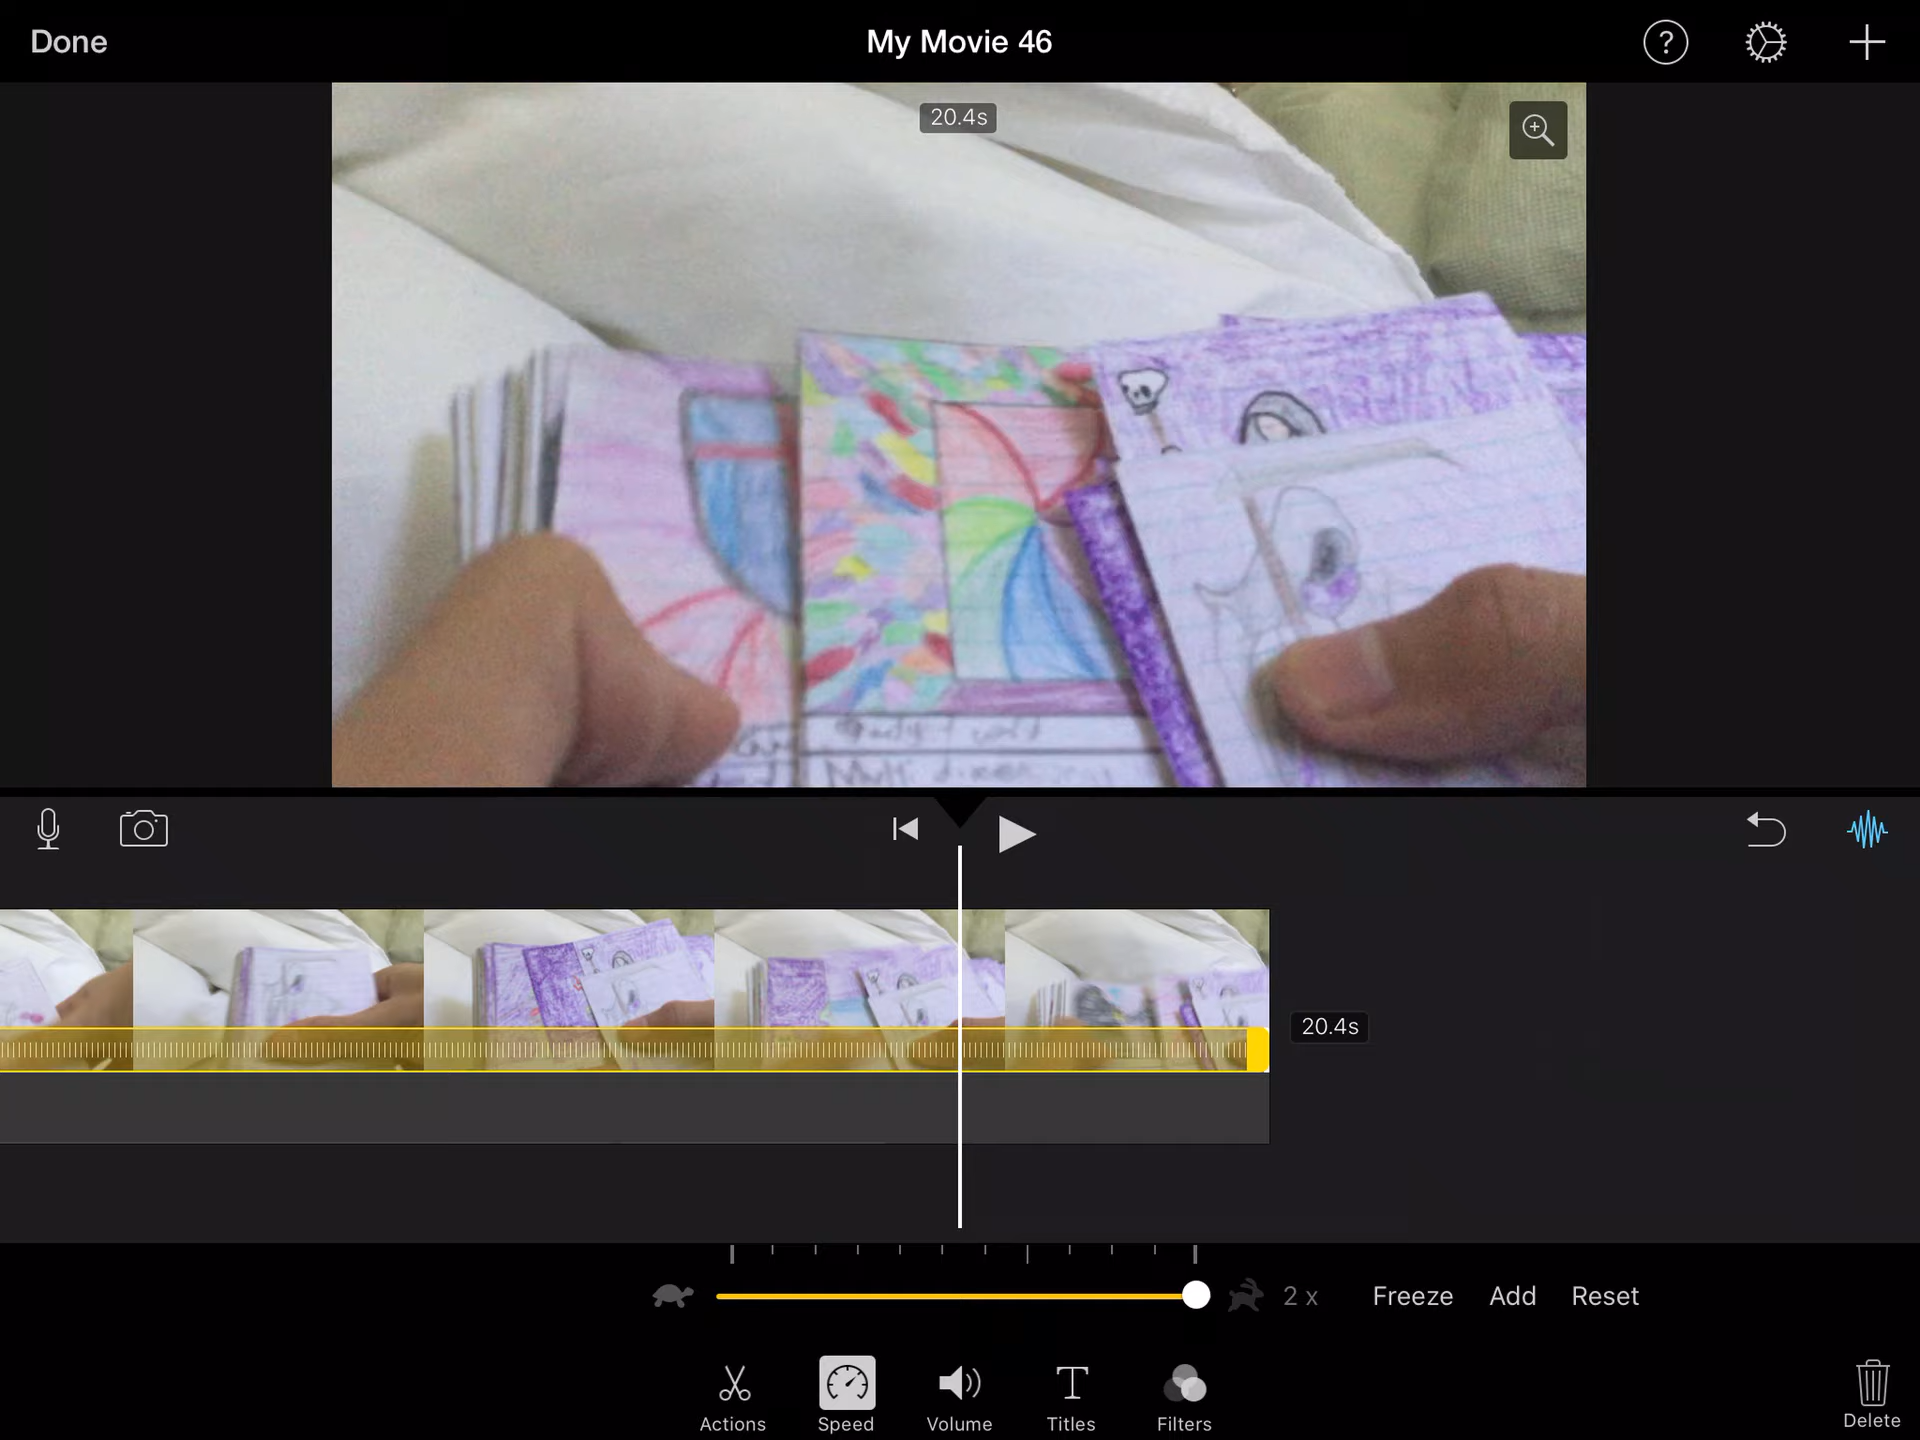 Done
My Movie 46
?
20.4s
20.4s
2 x
Freeze
Add
Reset
Actions
Speed
Volume
Titles
Filters
Delete